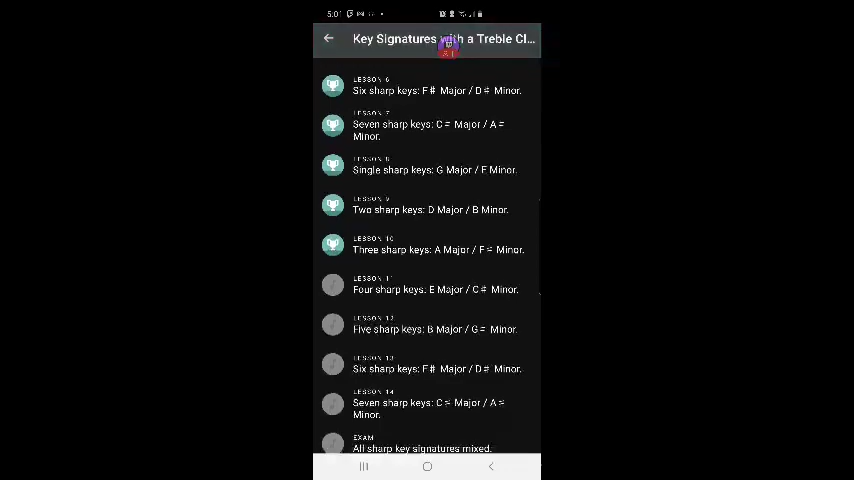 5:01
Key Signatures with a Treble Cl...
LESSON 6
Six sharp keys: F# Major / D# Minor.
LESSON 7
Seven sharp keys: C# Major / A#
Minor.
LESSON 8
Single sharp keys: G Major / E Minor.
LESSON 9
Two sharp keys: D Major / B Minor.
LESSON 10
Three sharp keys: A Major / F# Minor.
LESSON 11
Four sharp keys: E Major / C# Minor.
LESSON 12
Five sharp keys: B Major / G# Minor.
LESSON 13
Six sharp keys: F# Major / D# Minor.
LESSON 14
Seven sharp keys: C# Major / A#
Minor.
EXAM
All sharp key signatures mixed.